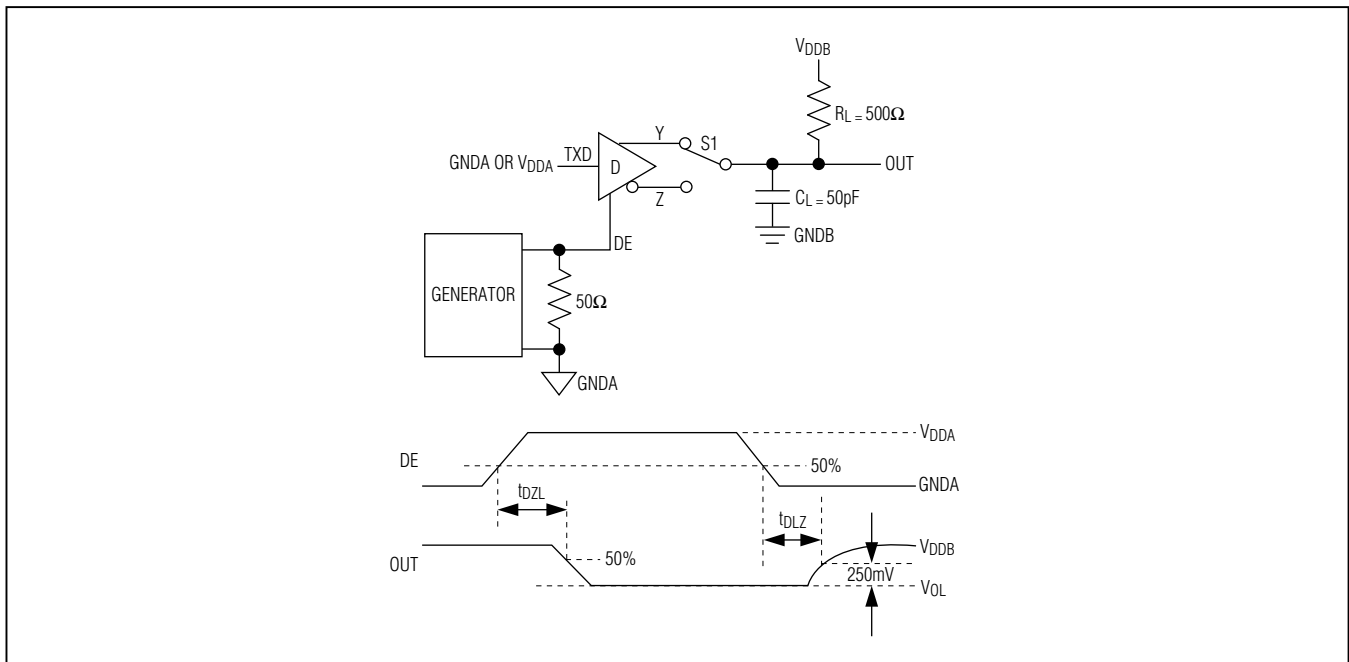 VDDB
RL = 500Ω
Y
S1
GNDA OR VDDA
TXD
D
OUT
Z
CL = 50pF
GNDB
DE
GENERATOR
50Ω
GNDA
VDDA
DE
50%
GNDA
tDZL
tDLZ
VDDB
OUT
50%
250mV
VOL